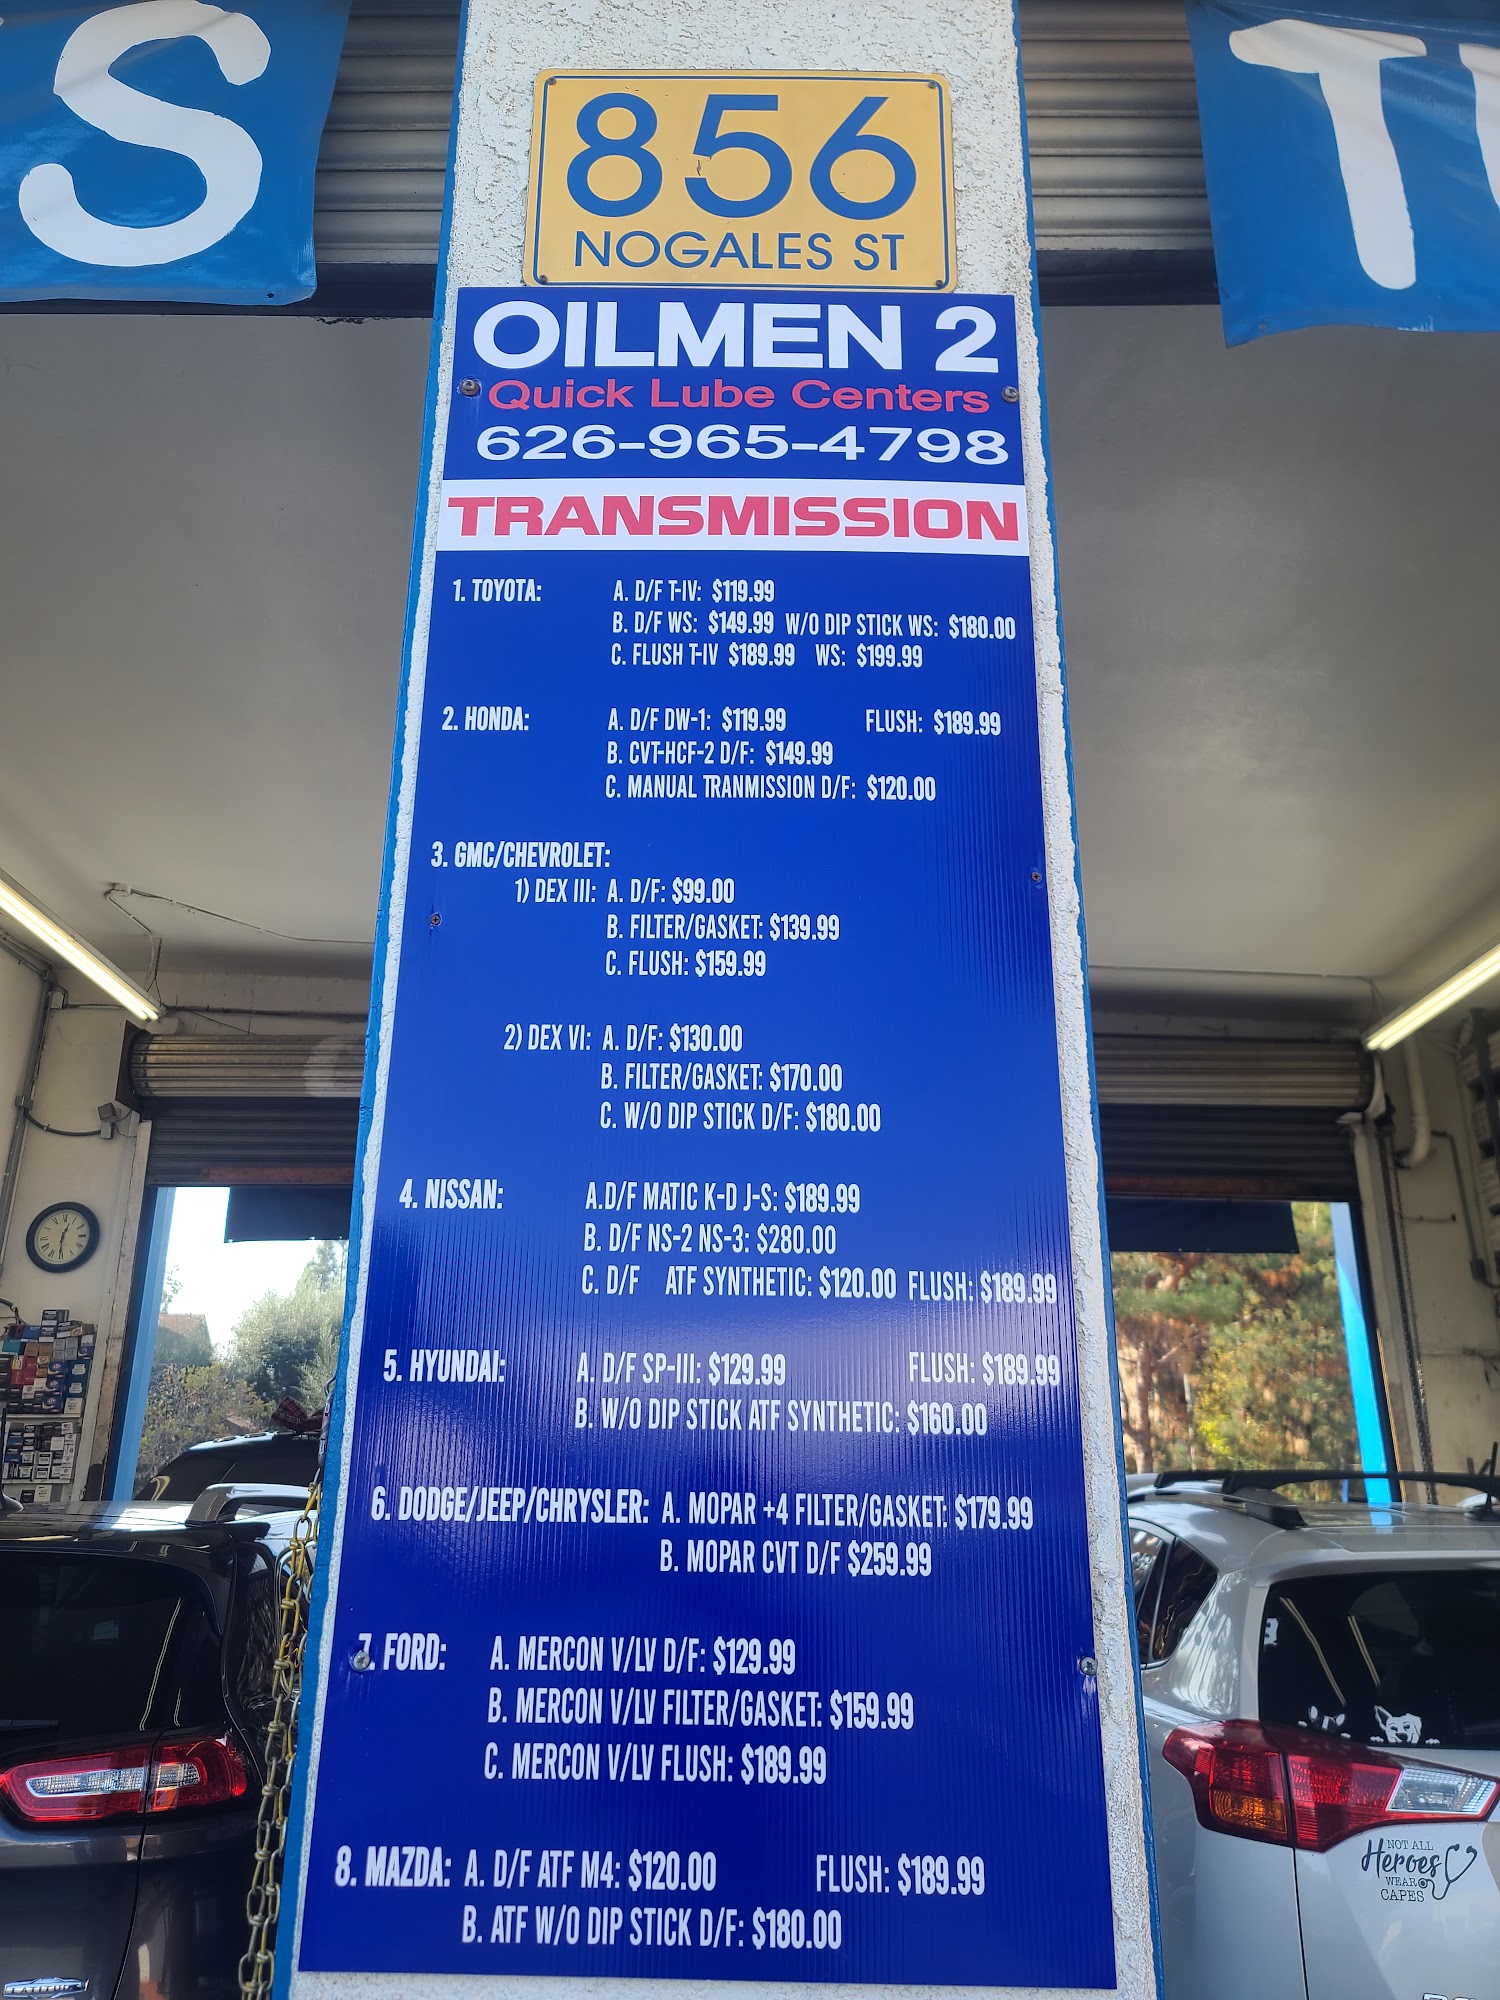 S
T
856
NOGALES ST
OILMEN 2
Quick Lube Centers
626-965-4798
TRANSMISSION
1. TOYOTA: A. D/F T-IV: $119.99
B. D/F WS: $149.99 W/O DIP STICK WS: $180.00
C. FLUSH T-IV $189.99 WS: $199.99
2. HONDA: A. D/F DW-1: $119.99 FLUSH: $189.99
B. CVT-HCF-2 D/F: $149.99
C. MANUAL TRANMISSION D/F: $120.00
3. GMC/CHEVROLET:
1) DEX III: A. D/F: $99.00
B. FILTER/GASKET: $139.99
C. FLUSH: $159.99
2) DEX VI: A. D/F: $130.00
B. FILTER/GASKET: $170.00
C. W/O DIP STICK D/F: $180.00
4. NISSAN: A.D/F MATIC K-D J-S: $189.99
B. D/F NS-2 NS-3: $280.00
C. D/F ATF SYNTHETIC: $120.00 FLUSH: $189.99
5. HYUNDAI: A. D/F SP-III: $129.99 FLUSH: $189.99
B. W/O DIP STICK ATF SYNTHETIC: $160.00
6. DODGE/JEEP/CHRYSLER: A. MOPAR +4 FILTER/GASKET: $179.99
B. MOPAR CVT D/F $259.99
7. FORD: A. MERCON V/LV D/F: $129.99
B. MERCON V/LV FILTER/GASKET: $159.99
C. MERCON V/LV FLUSH: $189.99
8. MAZDA: A. D/F ATF M4: $120.00 FLUSH: $189.99
B. ATF W/O DIP STICK D/F: $180.00
NOT ALL
Heroes
WEAR
CAPES
LATITUDE